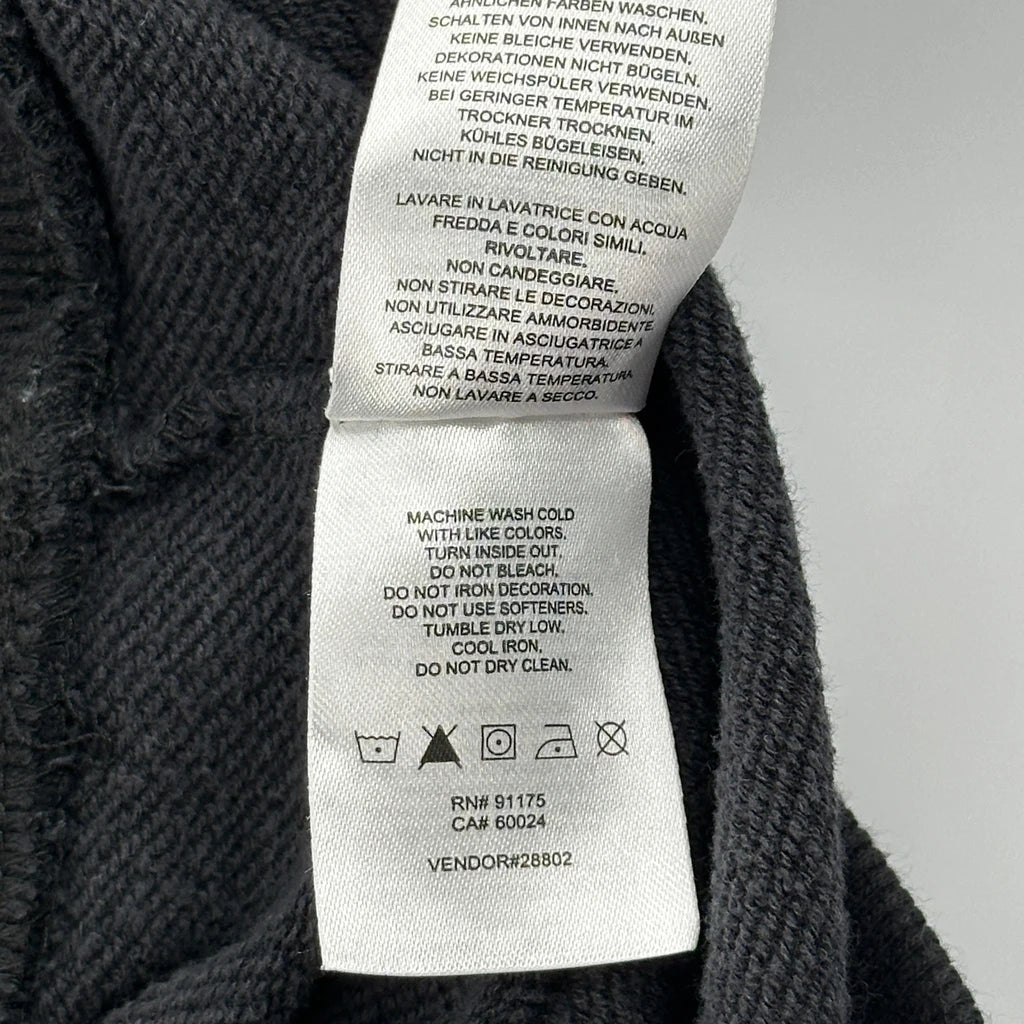 ÄHNLICHEN FARBEN WASCHEN.
SCHALTEN VON INNEN NACH AUßEN
KEINE BLEICHE VERWENDEN.
DEKORATIONEN NICHT BÜGELN.
KEINE WEICHSPÜLER VERWENDEN.
BEI GERINGER TEMPERATUR IM
TROCKNER TROCKNEN.
KÜHLES BÜGELEISEN.
NICHT IN DIE REINIGUNG GEBEN.
LAVARE IN LAVATRICE CON ACQUA
FREDDA E COLORI SIMILI.
RIVOLTARE.
NON CANDEGGIARE.
NON STIRARE LE DECORAZIONI.
NON UTILIZZARE AMMORBIDENTE.
ASCIUGARE IN ASCIUGATRICE A
BASSA TEMPERATURA.
STIRARE A BASSA TEMPERATURA.
NON LAVARE A SECCO.
MACHINE WASH COLD
WITH LIKE COLORS.
TURN INSIDE OUT.
DO NOT BLEACH.
DO NOT IRON DECORATION.
DO NOT USE SOFTENERS.
TUMBLE DRY LOW.
COOL IRON.
DO NOT DRY CLEAN.
RN# 91175
CA# 60024
VENDOR#28802